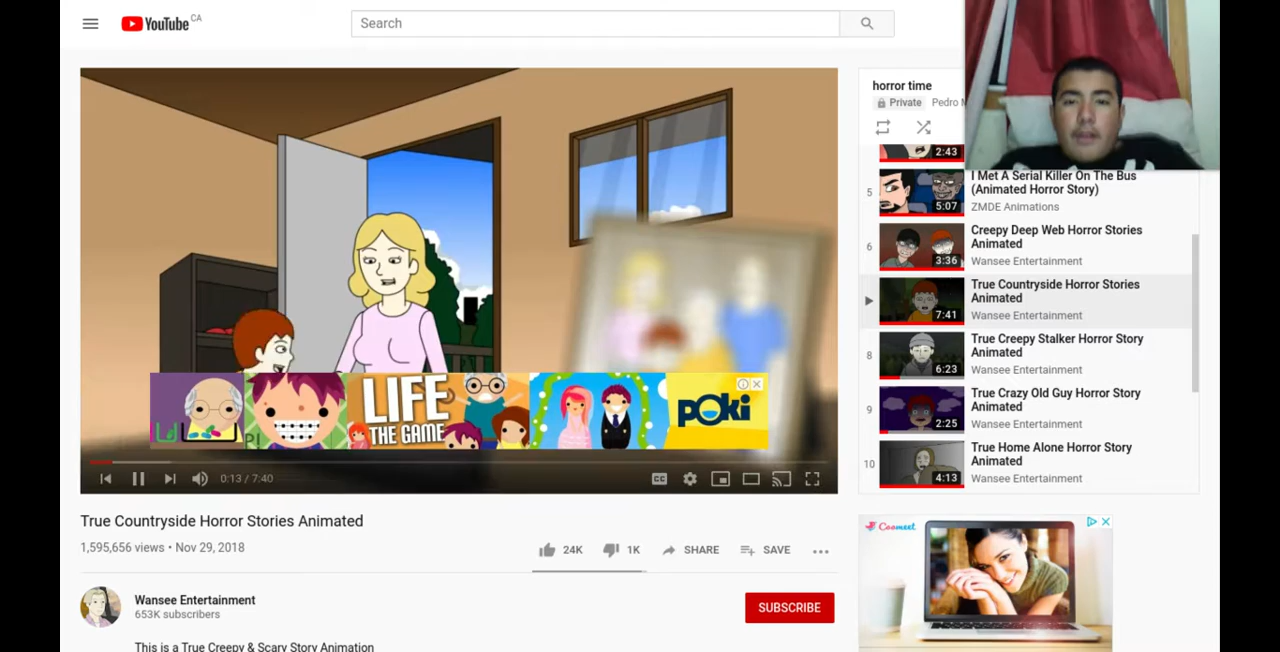 YouTube CA
Search
LIFE
THE GAME
POKI
0:13 / 7:40
CC
True Countryside Horror Stories Animated
1,595,656 views • Nov 29, 2018
24K
1K
SHARE
SAVE
Wansee Entertainment
653K subscribers
SUBSCRIBE
This is a True Creepy & Scary Story Animation
horror time
Private
Pedro
2:43
5
5:07
I Met A Serial Killer On The Bus
(Animated Horror Story)
ZMDE Animations
6
3:36
Creepy Deep Web Horror Stories
Animated
Wansee Entertainment
7:41
True Countryside Horror Stories
Animated
Wansee Entertainment
8
6:23
True Creepy Stalker Horror Story
Animated
Wansee Entertainment
9
2:25
True Crazy Old Guy Horror Story
Animated
Wansee Entertainment
10
4:13
True Home Alone Horror Story
Animated
Wansee Entertainment
Coomeet